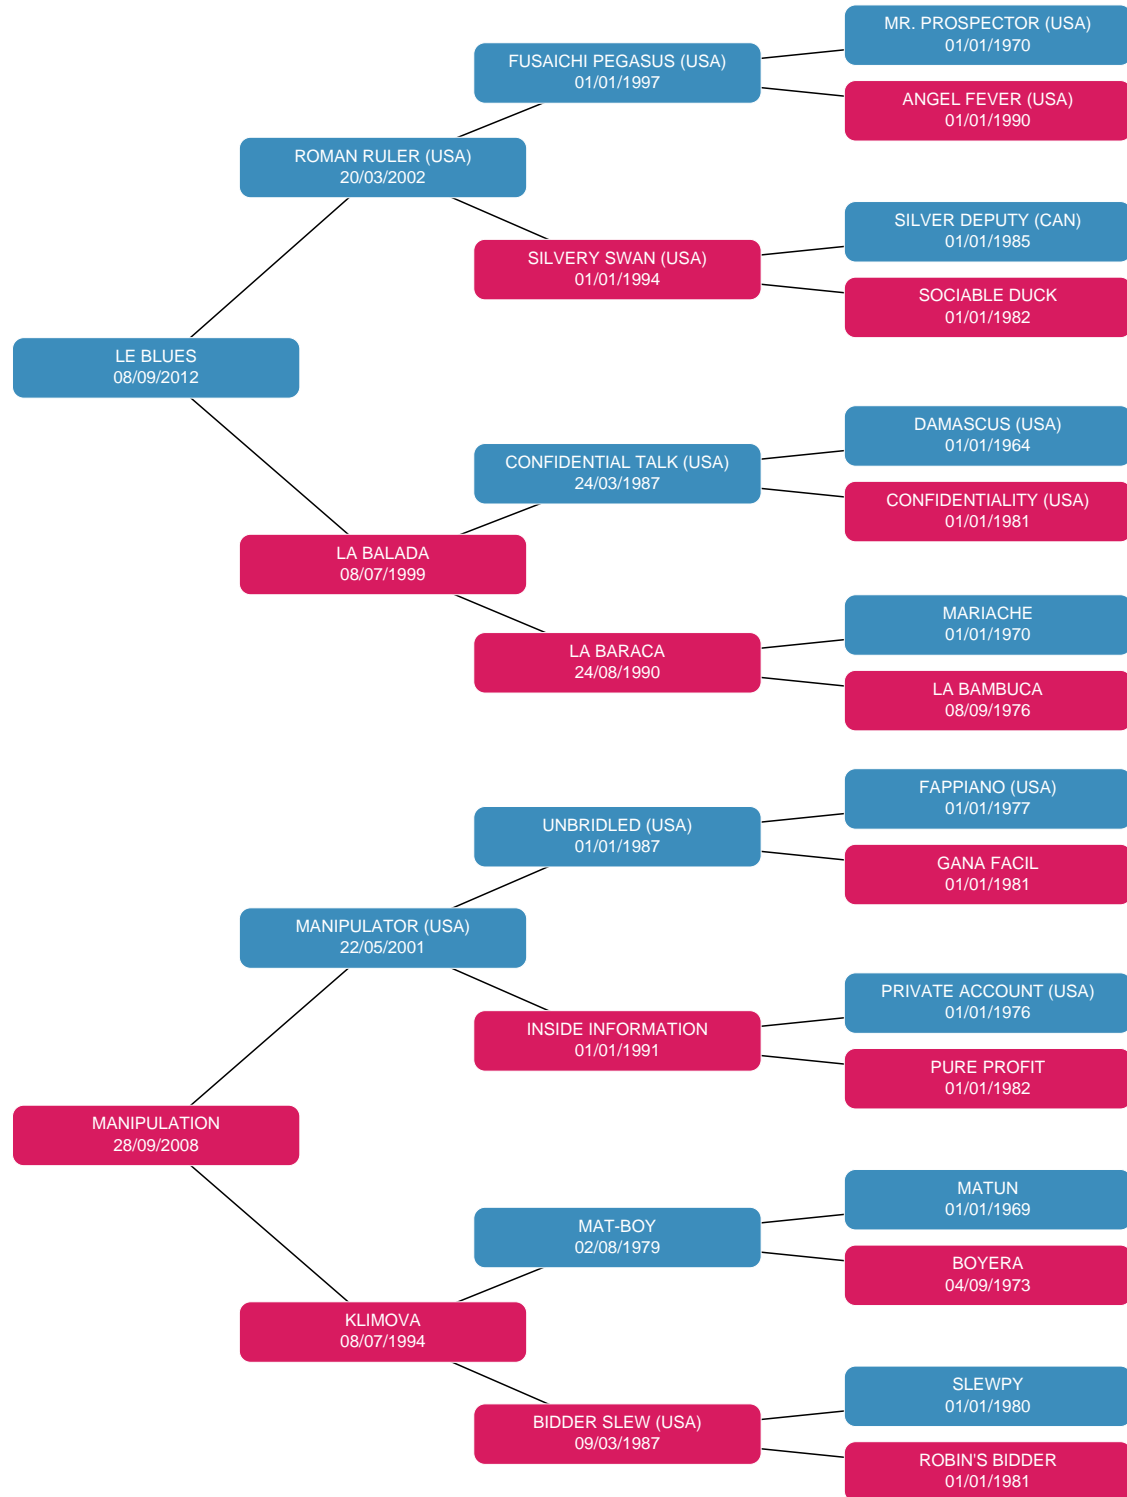 MR. PROSPECTOR (USA)
01/01/1970
FUSAICHI PEGASUS (USA)
01/01/1997
ANGEL FEVER (USA)
01/01/1990
ROMAN RULER (USA)
20/03/2002
SILVER DEPUTY (CAN)
01/01/1985
SILVERY SWAN (USA)
01/01/1994
SOCIABLE DUCK
01/01/1982
LE BLUES
08/09/2012
DAMASCUS (USA)
01/01/1964
CONFIDENTIAL TALK (USA)
24/03/1987
CONFIDENTIALITY (USA)
01/01/1981
LA BALADA
08/07/1999
MARIACHE
01/01/1970
LA BARACA
24/08/1990
LA BAMBUCA
08/09/1976
FAPPIANO (USA)
01/01/1977
UNBRIDLED (USA)
01/01/1987
GANA FACIL
01/01/1981
MANIPULATOR (USA)
22/05/2001
PRIVATE ACCOUNT (USA)
01/01/1976
INSIDE INFORMATION
01/01/1991
PURE PROFIT
01/01/1982
MANIPULATION
28/09/2008
MATUN
01/01/1969
MAT-BOY
02/08/1979
BOYERA
04/09/1973
KLIMOVA
08/07/1994
SLEWPY
01/01/1980
BIDDER SLEW (USA)
09/03/1987
ROBIN'S BIDDER
01/01/1981